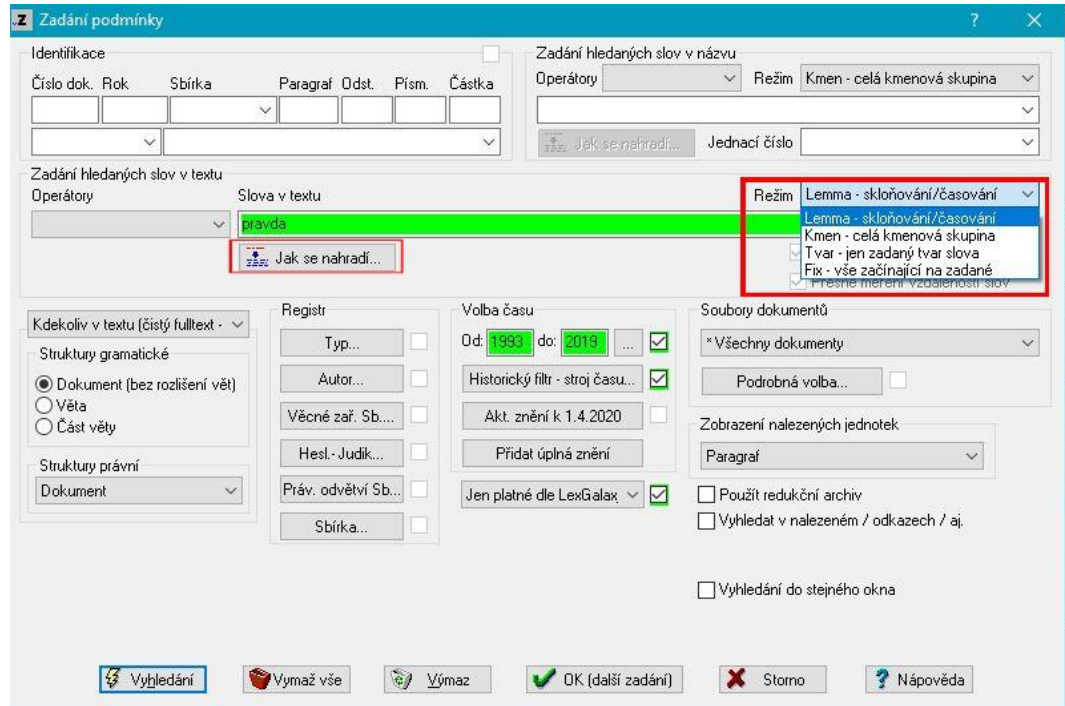 Zadání podmínky
Identifikace
Číslo dok. Rok Sbírka Paragraf Odst. Písm. Částka
Zadání hledaných slov v názvu
Operátory Režim Kmen - celá kmenová skupina
Jak se nahradí... Jednací číslo
Zadání hledaných slov v textu
Operátory Slova v textu Režim Lemma - skloňování/časování
pravda
Lemma - skloňování/časování
Kmen - celá kmenová skupina
Tvar - jen zadaný tvar slova
Fix - vše začínající na zadané
Jak se nahradí...
Přesné měření vzdálenosti slov
Kdekoliv v textu (čistý fulltext -
Struktury gramatické
Dokument (bez rozlišení vět)
Věta
Část věty
Struktury právní
Dokument
Registr
Typ...
Autor...
Věcné zař. Sb....
Hesl.- Judik...
Práv. odvětví Sb...
Sbírka...
Volba času
Od: 1993 do: 2019 ...
Historický filtr - stroj času...
Akt. znění k 1.4.2020
Přidat úplná znění
Jen platné dle LexGalax
Soubory dokumentů
*Všechny dokumenty
Podrobná volba...
Zobrazení nalezených jednotek
Paragraf
Použít redukční archiv
Vyhledat v nalezeném / odkazech / aj.
Vyhledání do stejného okna
Vyhledání Vymaž vše Výmaz OK (další zadání) Storno ? Nápověda